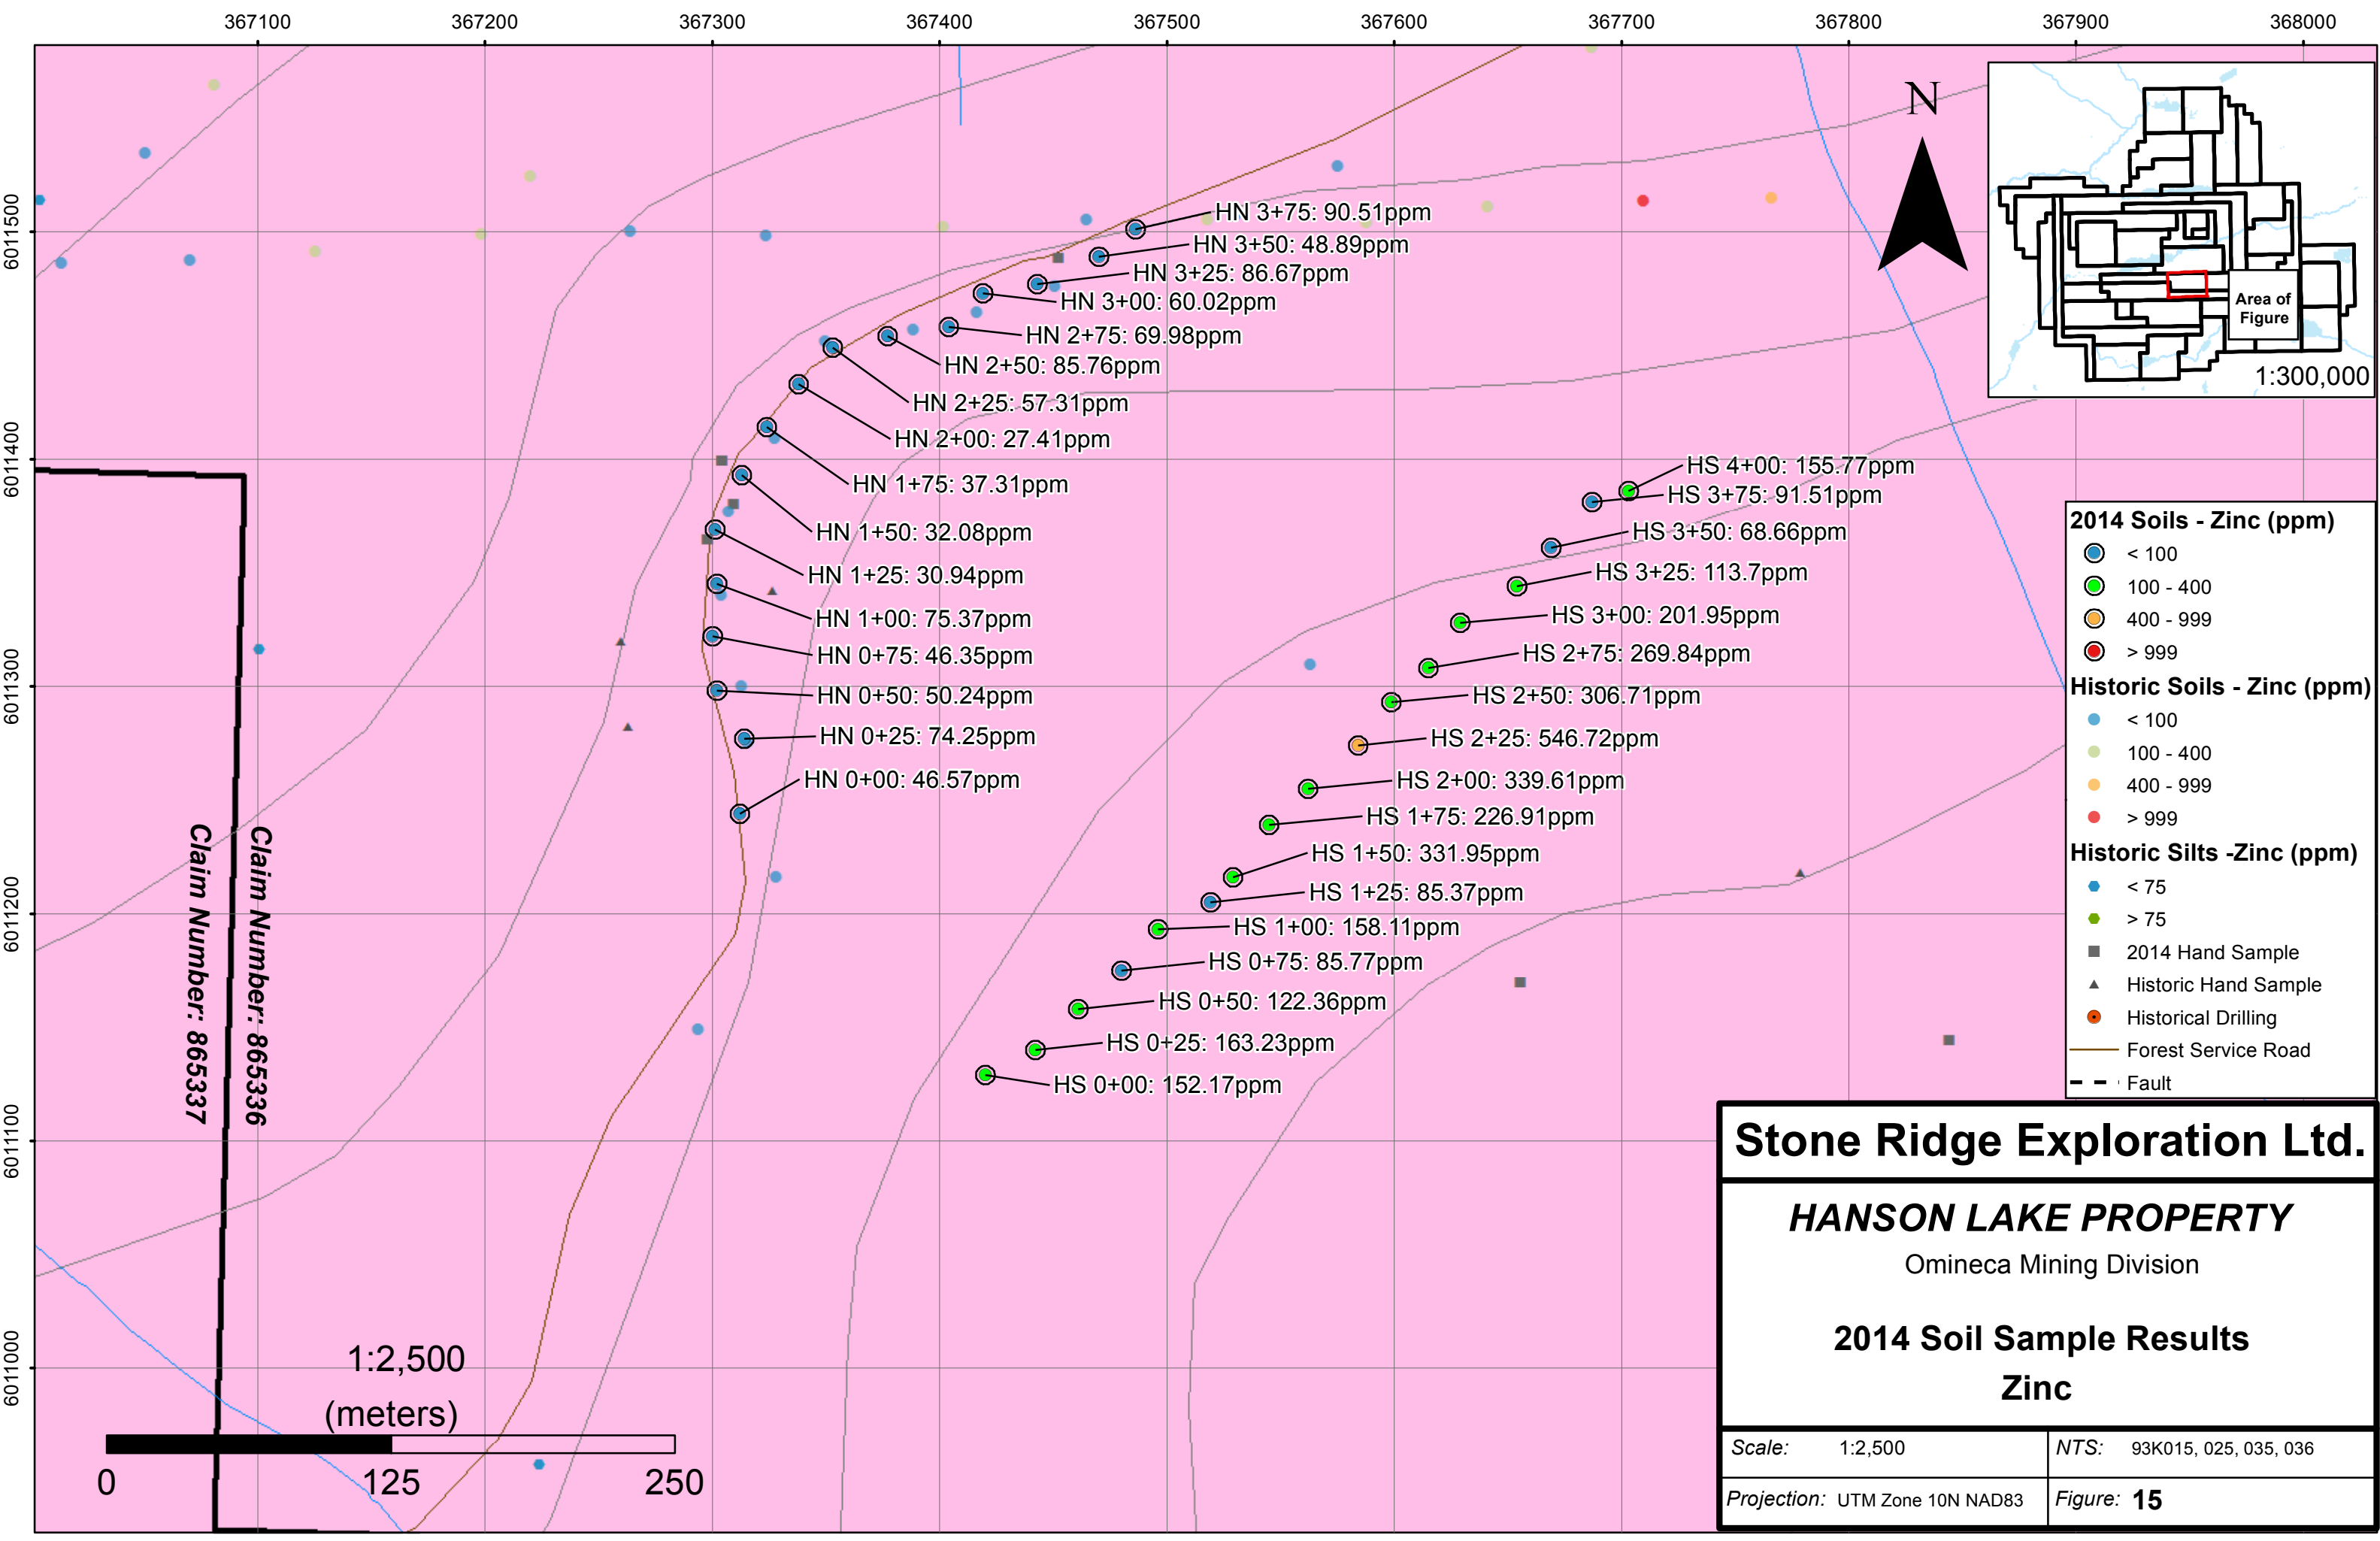 367100
367200
367300
367400
367500
367600
367700
367800
367900
368000
6011500
6011400
6011300
6011200
6011100
6011000
N
Area of
Figure
1:300,000
HN 3+75: 90.51ppm
HN 3+50: 48.89ppm
HN 3+25: 86.67ppm
HN 3+00: 60.02ppm
HN 2+75: 69.98ppm
HN 2+50: 85.76ppm
HN 2+25: 57.31ppm
HN 2+00: 27.41ppm
HN 1+75: 37.31ppm
HN 1+50: 32.08ppm
HN 1+25: 30.94ppm
HN 1+00: 75.37ppm
HN 0+75: 46.35ppm
HN 0+50: 50.24ppm
HN 0+25: 74.25ppm
HN 0+00: 46.57ppm
HS 4+00: 155.77ppm
HS 3+75: 91.51ppm
HS 3+50: 68.66ppm
HS 3+25: 113.7ppm
HS 3+00: 201.95ppm
HS 2+75: 269.84ppm
HS 2+50: 306.71ppm
HS 2+25: 546.72ppm
HS 2+00: 339.61ppm
HS 1+75: 226.91ppm
HS 1+50: 331.95ppm
HS 1+25: 85.37ppm
HS 1+00: 158.11ppm
HS 0+75: 85.77ppm
HS 0+50: 122.36ppm
HS 0+25: 163.23ppm
HS 0+00: 152.17ppm
Claim Number: 865336
Claim Number: 865337
2014 Soils - Zinc (ppm)
< 100
100 - 400
400 - 999
> 999
Historic Soils - Zinc (ppm)
< 100
100 - 400
400 - 999
> 999
Historic Silts -Zinc (ppm)
< 75
> 75
2014 Hand Sample
Historic Hand Sample
Historical Drilling
Forest Service Road
Fault
1:2,500
(meters)
0 125 250
Stone Ridge Exploration Ltd.
HANSON LAKE PROPERTY
Omineca Mining Division
2014 Soil Sample Results
Zinc
Scale: 1:2,500
NTS: 93K015, 025, 035, 036
Projection: UTM Zone 10N NAD83
Figure: 15